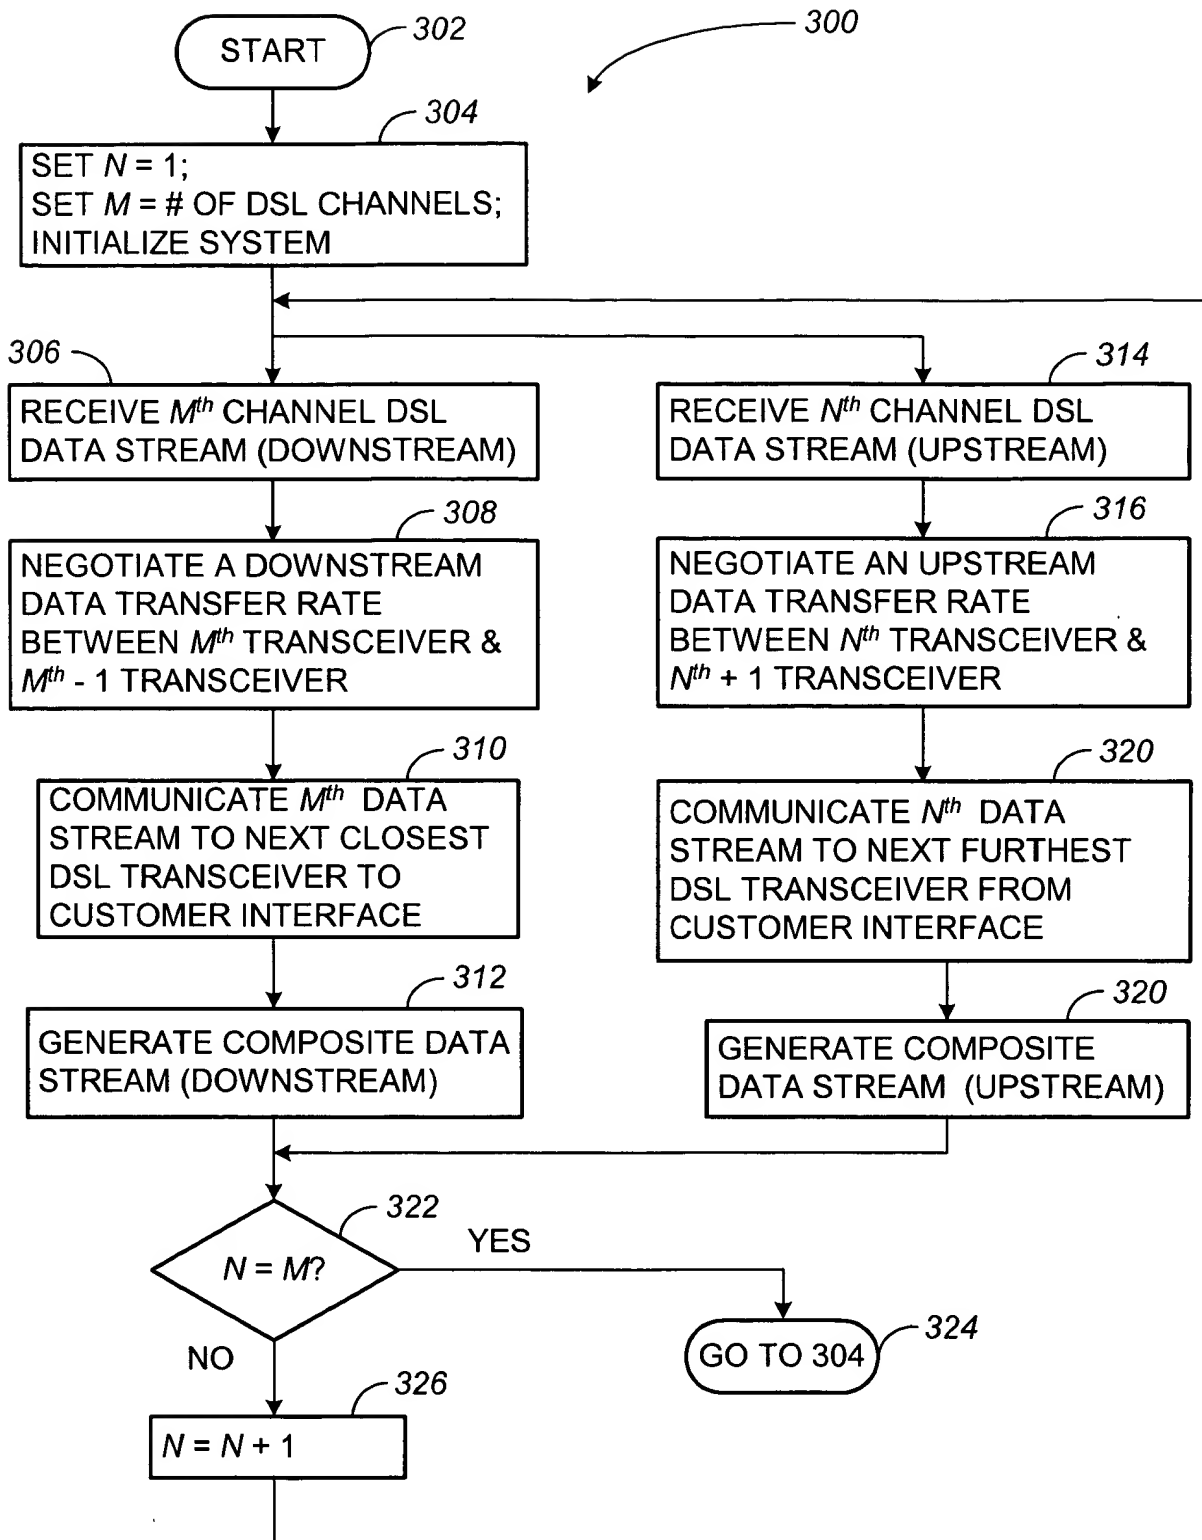 300
302
START
304
SET N = 1;
SET M = # OF DSL CHANNELS;
INITIALIZE SYSTEM
306
RECEIVE Mth CHANNEL DSL
DATA STREAM (DOWNSTREAM)
308
NEGOTIATE A DOWNSTREAM
DATA TRANSFER RATE
BETWEEN Mth TRANSCEIVER &
Mth - 1 TRANSCEIVER
310
COMMUNICATE Mth DATA
STREAM TO NEXT CLOSEST
DSL TRANSCEIVER TO
CUSTOMER INTERFACE
312
GENERATE COMPOSITE DATA
STREAM (DOWNSTREAM)
314
RECEIVE Nth CHANNEL DSL
DATA STREAM (UPSTREAM)
316
NEGOTIATE AN UPSTREAM
DATA TRANSFER RATE
BETWEEN Nth TRANSCEIVER &
Nth + 1 TRANSCEIVER
320
COMMUNICATE Nth DATA
STREAM TO NEXT FURTHEST
DSL TRANSCEIVER FROM
CUSTOMER INTERFACE
320
GENERATE COMPOSITE
DATA STREAM (UPSTREAM)
322
N = M?
YES
324
GO TO 304
NO
326
N = N + 1